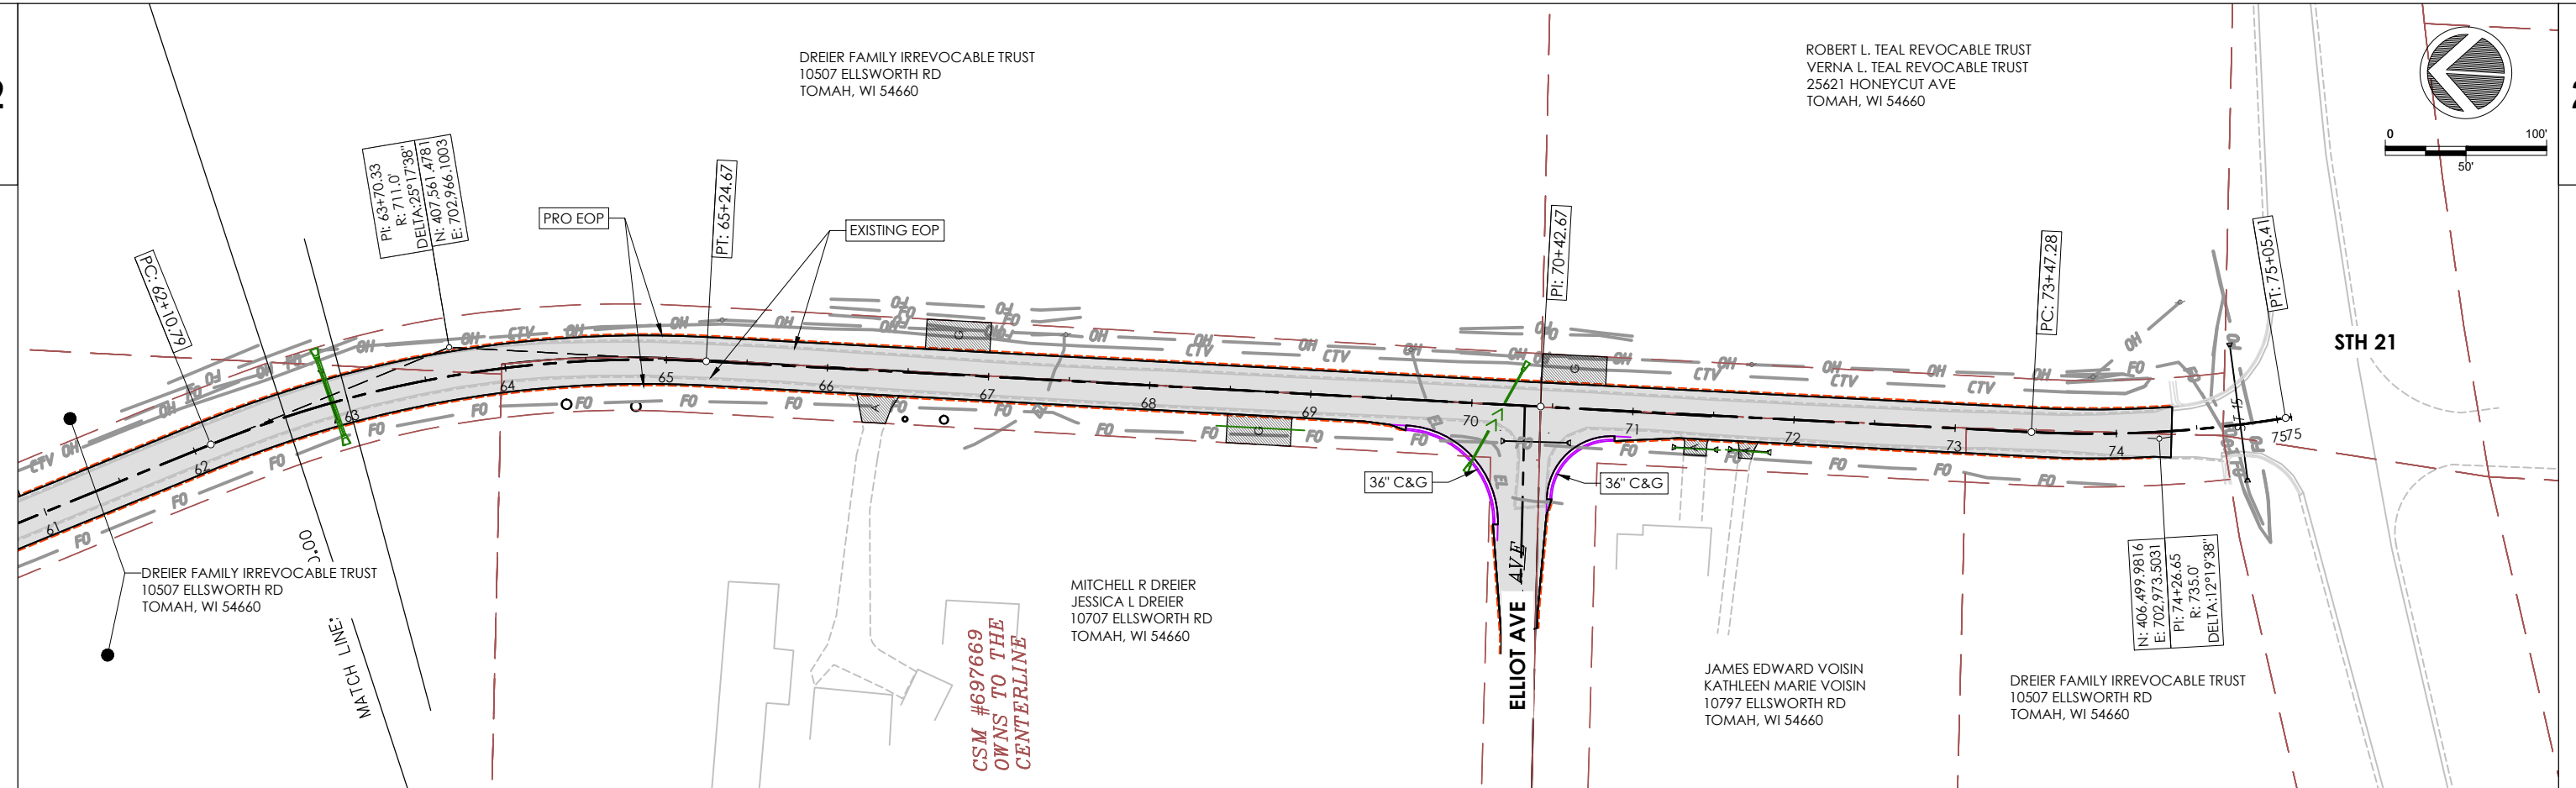 DREIER FAMILY IRREVOCABLE TRUST
10507 ELLSWORTH RD
TOMAH, WI 54660
ROBERT L. TEAL REVOCABLE TRUST
VERNA L. TEAL REVOCABLE TRUST
25621 HONEYCUT AVE
TOMAH, WI 54660
0 100'
50'
PI: 63+70.33
R: 711.0'
DELTA:25°17'38"
N: 407,561.4781
E: 702,966.1003
PC: 62+10.79
PRO EOP
PT: 65+24.67
EXISTING EOP
PI: 70+42.67
PC: 73+47.28
PT: 75+05.41
STH 21
61
62
63
64
65
66
67
68
69
70
71
72
73
74
75
75
OH
CTV
FO
EL
G
G
G
A
36" C&G
36" C&G
ELLIOT AVE
AVE
MATCH LINE:
DREIER FAMILY IRREVOCABLE TRUST
10507 ELLSWORTH RD
TOMAH, WI 54660
CSM #697669
OWNS TO THE
CENTERLINE
MITCHELL R DREIER
JESSICA L DREIER
10707 ELLSWORTH RD
TOMAH, WI 54660
JAMES EDWARD VOISIN
KATHLEEN MARIE VOISIN
10797 ELLSWORTH RD
TOMAH, WI 54660
DREIER FAMILY IRREVOCABLE TRUST
10507 ELLSWORTH RD
TOMAH, WI 54660
N: 406,499.9816
E: 702,973.5031
PI: 74+26.65
R: 735.0'
DELTA:12°19'38"